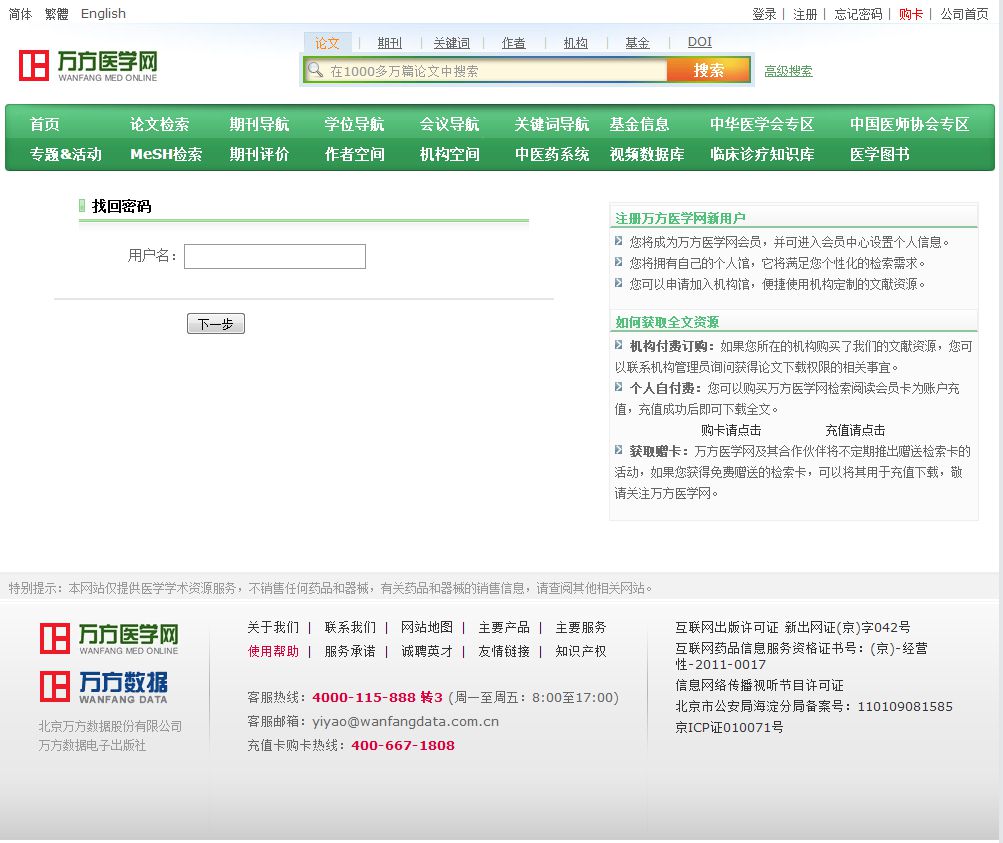 简体 繁體 English
登录 | 注册 | 忘记密码 | 购卡 | 公司首页
万方医学网
WANFANG MED ONLINE
论文 | 期刊 | 关键词 | 作者 | 机构 | 基金 | DOI
在1000多万篇论文中搜索
搜索
高级搜索
首页 论文检索 期刊导航 学位导航 会议导航 关键词导航 基金信息 中华医学会专区 中国医师协会专区
专题&活动 MeSH检索 期刊评价 作者空间 机构空间 中医药系统 视频数据库 临床诊疗知识库 医学图书
找回密码
用户名：
下一步
注册万方医学网新用户
您将成为万方医学网会员，并可进入会员中心设置个人信息。
您将拥有自己的个人馆，它将满足您个性化的检索需求。
您可以申请加入机构馆，便捷使用机构定制的文献资源。
如何获取全文资源
机构付费订购：如果您所在的机构购买了我们的文献资源，您可
以联系机构管理员询问获得论文下载权限的相关事宜。
个人自付费：您可以购买万方医学网检索阅读会员卡为账户充
值，充值成功后即可下载全文。
购卡请点击 充值请点击
获取赠卡：万方医学网及其合作伙伴将不定期推出赠送检索卡的
活动，如果您获得免费赠送的检索卡，可以将其用于充值下载，敬
请关注万方医学网。
特别提示：本网站仅提供医学学术资源服务，不销售任何药品和器械，有关药品和器械的销售信息，请查阅其他相关网站。
万方医学网
WANFANG MED ONLINE
万方数据
WANFANG DATA
北京万方数据股份有限公司
万方数据电子出版社
关于我们 | 联系我们 | 网站地图 | 主要产品 | 主要服务
使用帮助 | 服务承诺 | 诚聘英才 | 友情链接 | 知识产权
客服热线：4000-115-888 转3 (周一至周五：8:00至17:00)
客服邮箱：yiyao@wanfangdata.com.cn
充值卡购卡热线：400-667-1808
互联网出版许可证 新出网证(京)字042号
互联网药品信息服务资格证书号：(京)-经营
性-2011-0017
信息网络传播视听节目许可证
北京市公安局海淀分局备案号：110109081585
京ICP证010071号